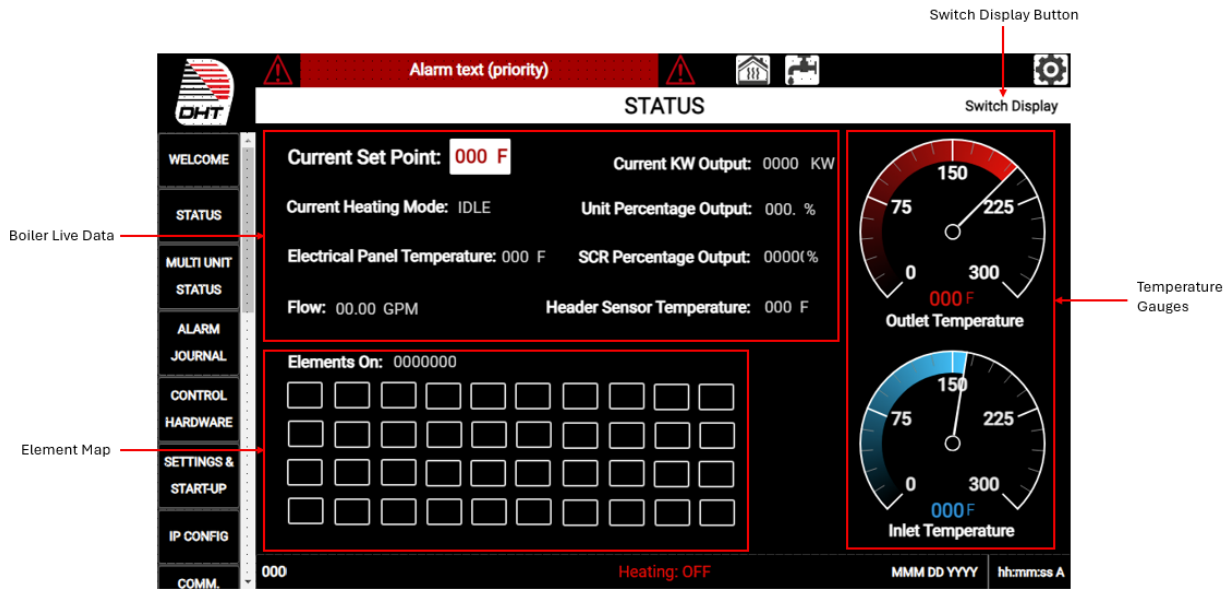 Switch Display Button
Alarm text (priority)
DHT
STATUS
Switch Display
WELCOME
STATUS
MULTI UNIT
STATUS
ALARM
JOURNAL
CONTROL
HARDWARE
SETTINGS &
START-UP
IP CONFIG
COMM.
Boiler Live Data
Element Map
Current Set Point: 000 F
Current KW Output: 0000 KW
Current Heating Mode: IDLE
Unit Percentage Output: 000. %
Electrical Panel Temperature: 000 F
SCR Percentage Output: 0000(%
Flow: 00.00 GPM
Header Sensor Temperature: 000 F
Elements On: 0000000
150
75 225
0 300
000 F
Outlet Temperature
150
75 225
0 300
000 F
Inlet Temperature
Temperature
Gauges
000
Heating: OFF
MMM DD YYYY
hh:mm:ss A